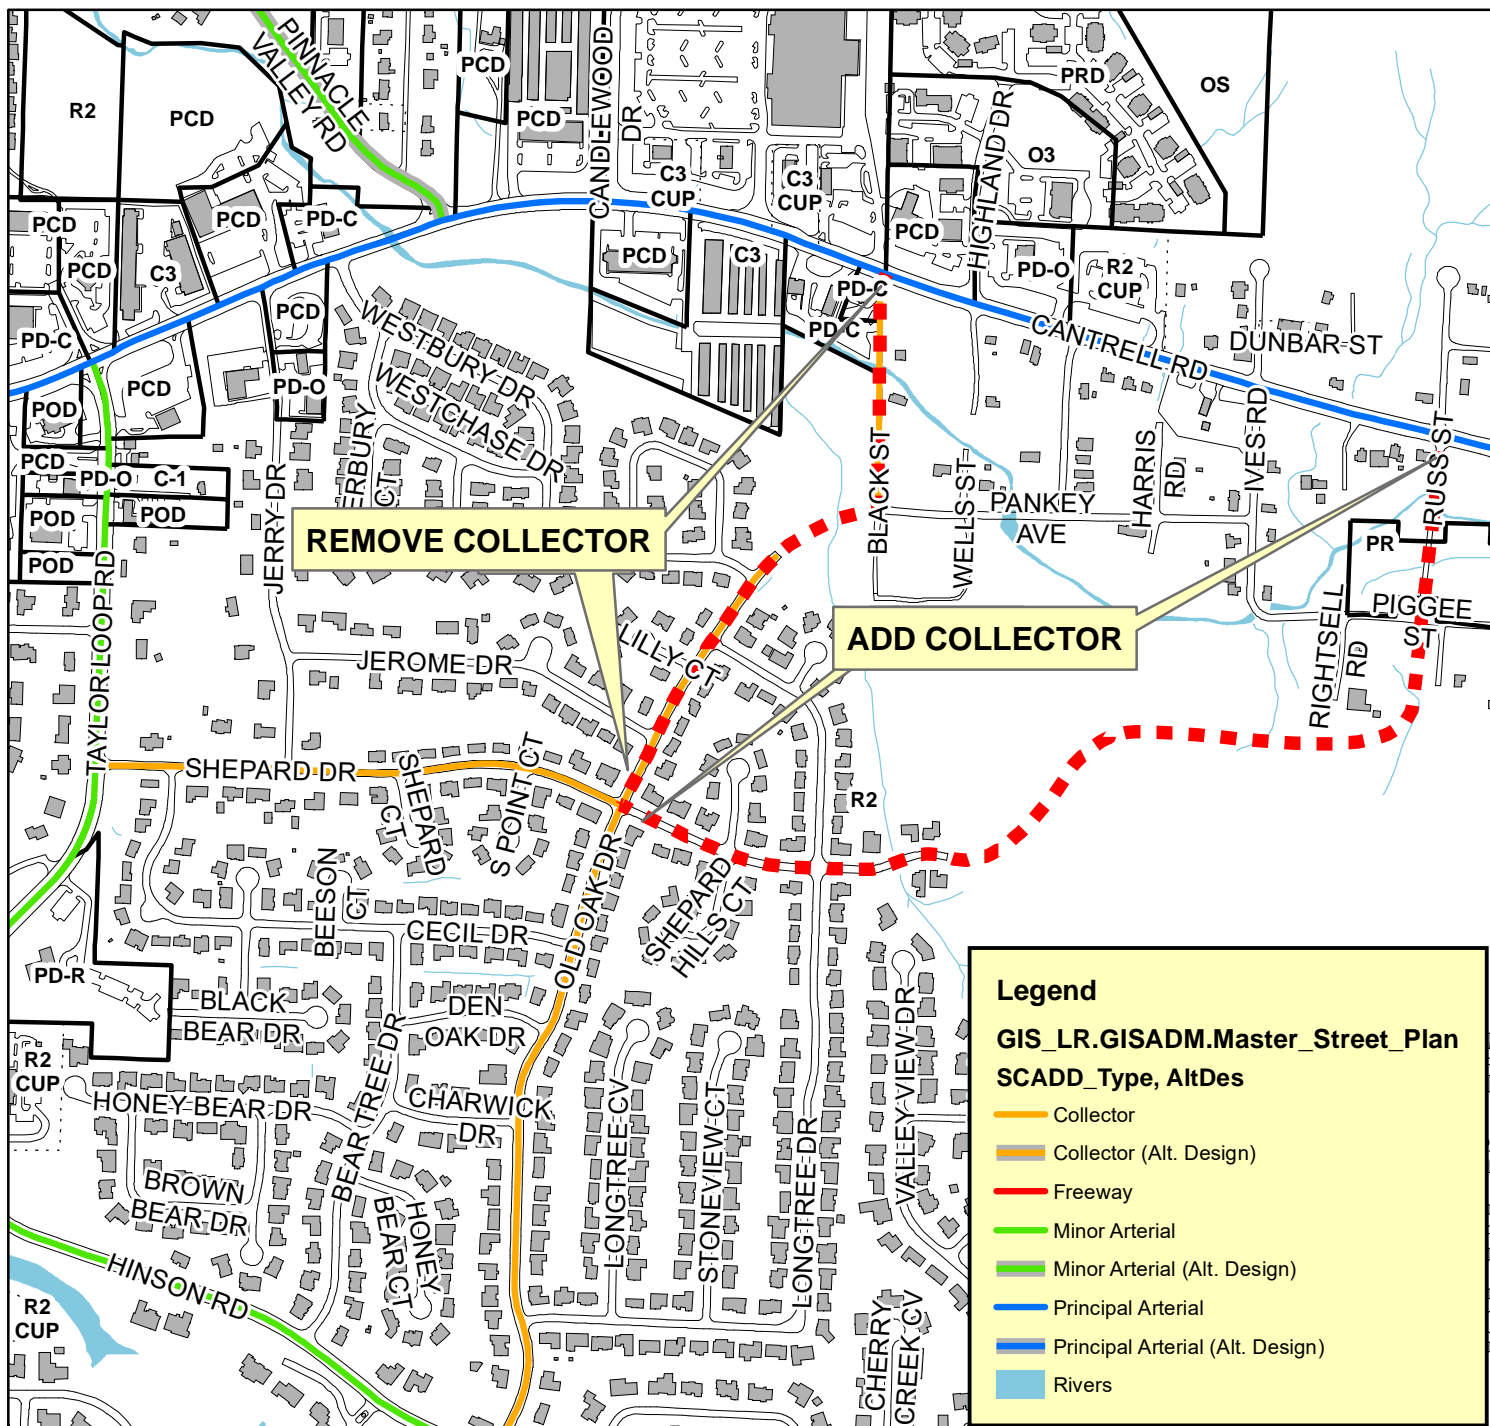 PINNACLE
VALLEY RD
R2
PCD
PCD
PCD
CANDLEWOOD
DR
PRD
OS
HIGHLAND DR
O3
C3
CUP
C3
CUP
PCD
PCD
C3
PCD
PD-C
PCD
C3
PCD
PD-O
R2
CUP
PD-C
PD-C
PD-C
PCD
PCD
POD
PD-O
CANTRELL RD
DUNBAR ST
WESTBURY DR
WESTCHASE DR
ERBURY
CT
PCD
PD-O
C-1
POD
POD
POD
JERRY DR
BLACK ST
WELLS ST
PANKEY
AVE
HARRIS
RD
IVES RD
RUSS ST
PR
REMOVE COLLECTOR
ADD COLLECTOR
RIGHTSELL
RD
PIGGEE
ST
TAYLOR LOOP RD
JEROME DR
LILLY CT
SHEPARD DR
SHEPARD
CT
S POINT CT
R2
OLD OAK DR
SHEPARD
HILLS CT
BEESON
CT
CECIL DR
PD-R
BLACK
BEAR DR
DEN
OAK DR
BEAR TREE DR
VALLEY VIEW DR
R2
CUP
HONEY BEAR DR
CHARWICK
DR
LONGTREE CV
STONEVIEW CT
LONGTREE DR
BROWN
BEAR DR
HONEY
BEAR CT
HINSON RD
R2
CUP
CHERRY
CREEK CV
Legend
GIS_LR.GISADM.Master_Street_Plan
SCADD_Type, AltDes
Collector
Collector (Alt. Design)
Freeway
Minor Arterial
Minor Arterial (Alt. Design)
Principal Arterial
Principal Arterial (Alt. Design)
Rivers